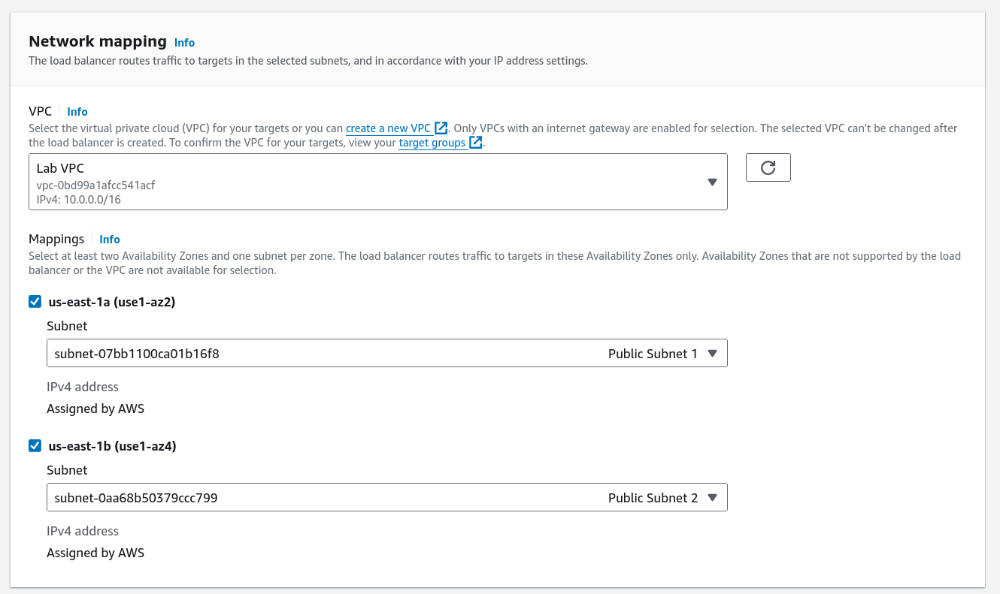 Network mapping Info
The load balancer routes traffic to targets in the selected subnets, and in accordance with your IP address settings.
VPC Info
Select the virtual private cloud (VPC) for your targets or you can create a new VPC. Only VPCs with an internet gateway are enabled for selection. The selected VPC can't be changed after
the load balancer is created. To confirm the VPC for your targets, view your target groups.
Lab VPC
vpc-0bd99a1afcc541acf
IPv4: 10.0.0.0/16
Mappings Info
Select at least two Availability Zones and one subnet per zone. The load balancer routes traffic to targets in these Availability Zones only. Availability Zones that are not supported by the load
balancer or the VPC are not available for selection.
us-east-1a (use1-az2)
Subnet
subnet-07bb1100ca01b16f8 Public Subnet 1
IPv4 address
Assigned by AWS
us-east-1b (use1-az4)
Subnet
subnet-0aa68b50379ccc799 Public Subnet 2
IPv4 address
Assigned by AWS